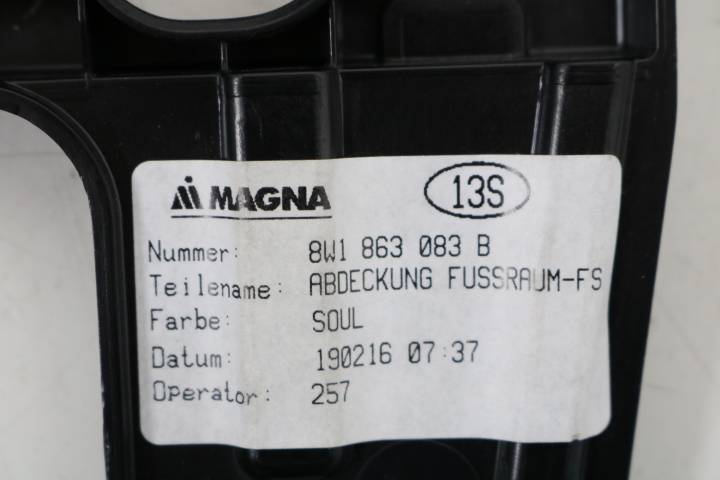 MAGNA 13S
Nummer: 8W1 863 083 B
Teilename: ABDECKUNG FUSSRAUM-FS
Farbe: SOUL
Datum: 190216 07:37
Operator: 257